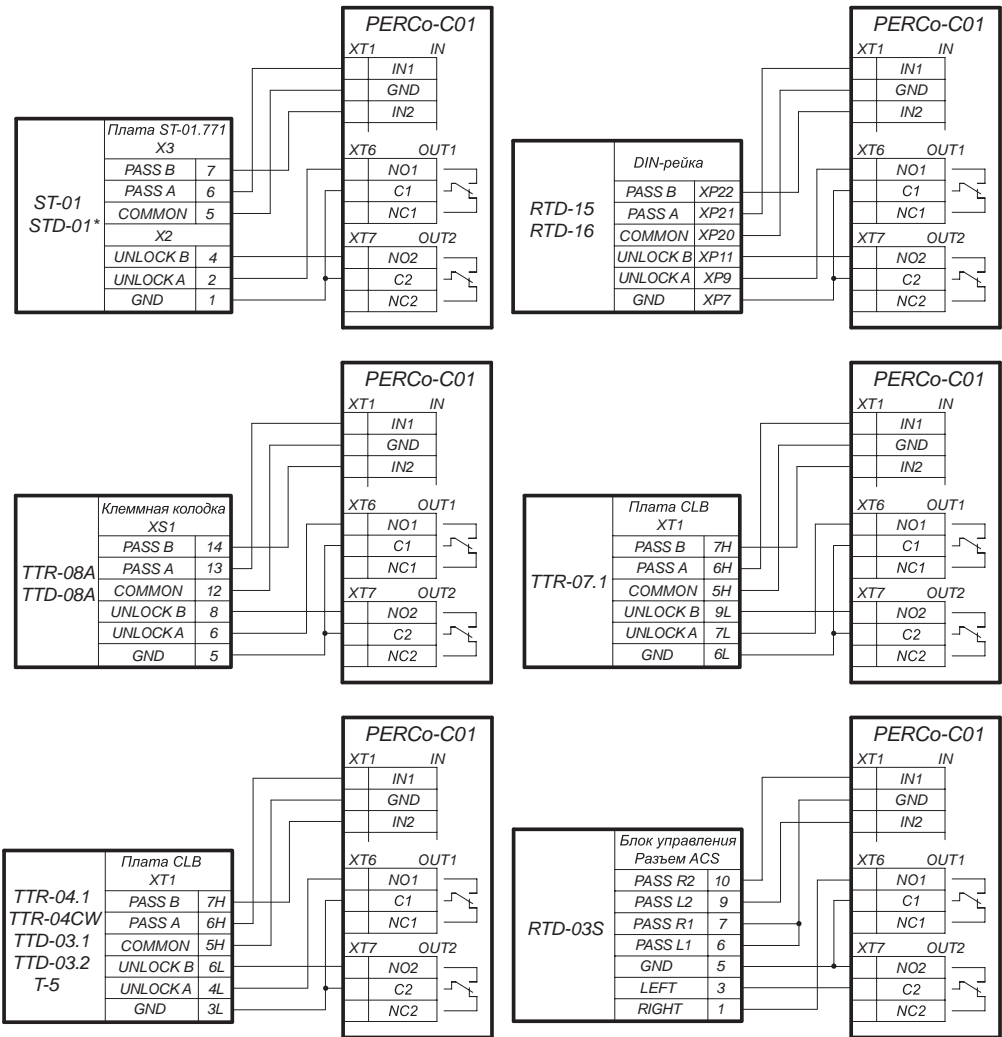 PERCo-C01
XT1 IN
IN1
GND
IN2
XT6 OUT1
NO1
C1
NC1
XT7 OUT2
NO2
C2
NC2
ST-01
STD-01*
Плата ST-01.771
X3
PASS B 7
PASS A 6
COMMON 5
X2
UNLOCK B 4
UNLOCK A 2
GND 1
PERCo-C01
XT1 IN
IN1
GND
IN2
XT6 OUT1
NO1
C1
NC1
XT7 OUT2
NO2
C2
NC2
RTD-15
RTD-16
DIN-рейка
PASS B XP22
PASS A XP21
COMMON XP20
UNLOCK B XP11
UNLOCK A XP9
GND XP7
PERCo-C01
XT1 IN
IN1
GND
IN2
XT6 OUT1
NO1
C1
NC1
XT7 OUT2
NO2
C2
NC2
TTR-08A
TTD-08A
Клеммная колодка
XS1
PASS B 14
PASS A 13
COMMON 12
UNLOCK B 8
UNLOCK A 6
GND 5
PERCo-C01
XT1 IN
IN1
GND
IN2
XT6 OUT1
NO1
C1
NC1
XT7 OUT2
NO2
C2
NC2
TTR-07.1
Плата CLB
XT1
PASS B 7H
PASS A 6H
COMMON 5H
UNLOCK B 9L
UNLOCK A 7L
GND 6L
PERCo-C01
XT1 IN
IN1
GND
IN2
XT6 OUT1
NO1
C1
NC1
XT7 OUT2
NO2
C2
NC2
TTR-04.1
TTR-04CW
TTD-03.1
TTD-03.2
T-5
Плата CLB
XT1
PASS B 7H
PASS A 6H
COMMON 5H
UNLOCK B 6L
UNLOCK A 4L
GND 3L
PERCo-C01
XT1 IN
IN1
GND
IN2
XT6 OUT1
NO1
C1
NC1
XT7 OUT2
NO2
C2
NC2
RTD-03S
Блок управления
Разъем ACS
PASS R2 10
PASS L2 9
PASS R1 7
PASS L1 6
GND 5
LEFT 3
RIGHT 1